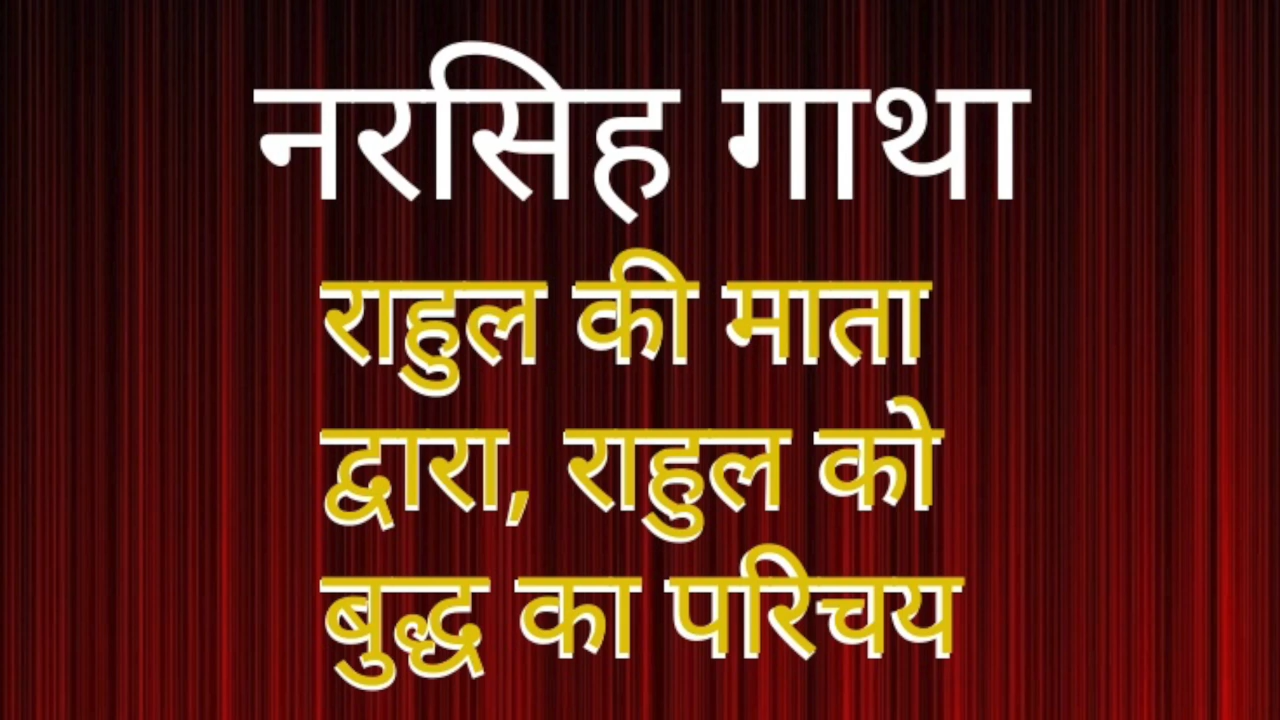 नरसिह गाथा
राहुल की माता
द्वारा, राहुल को
बुद्ध का परिचय